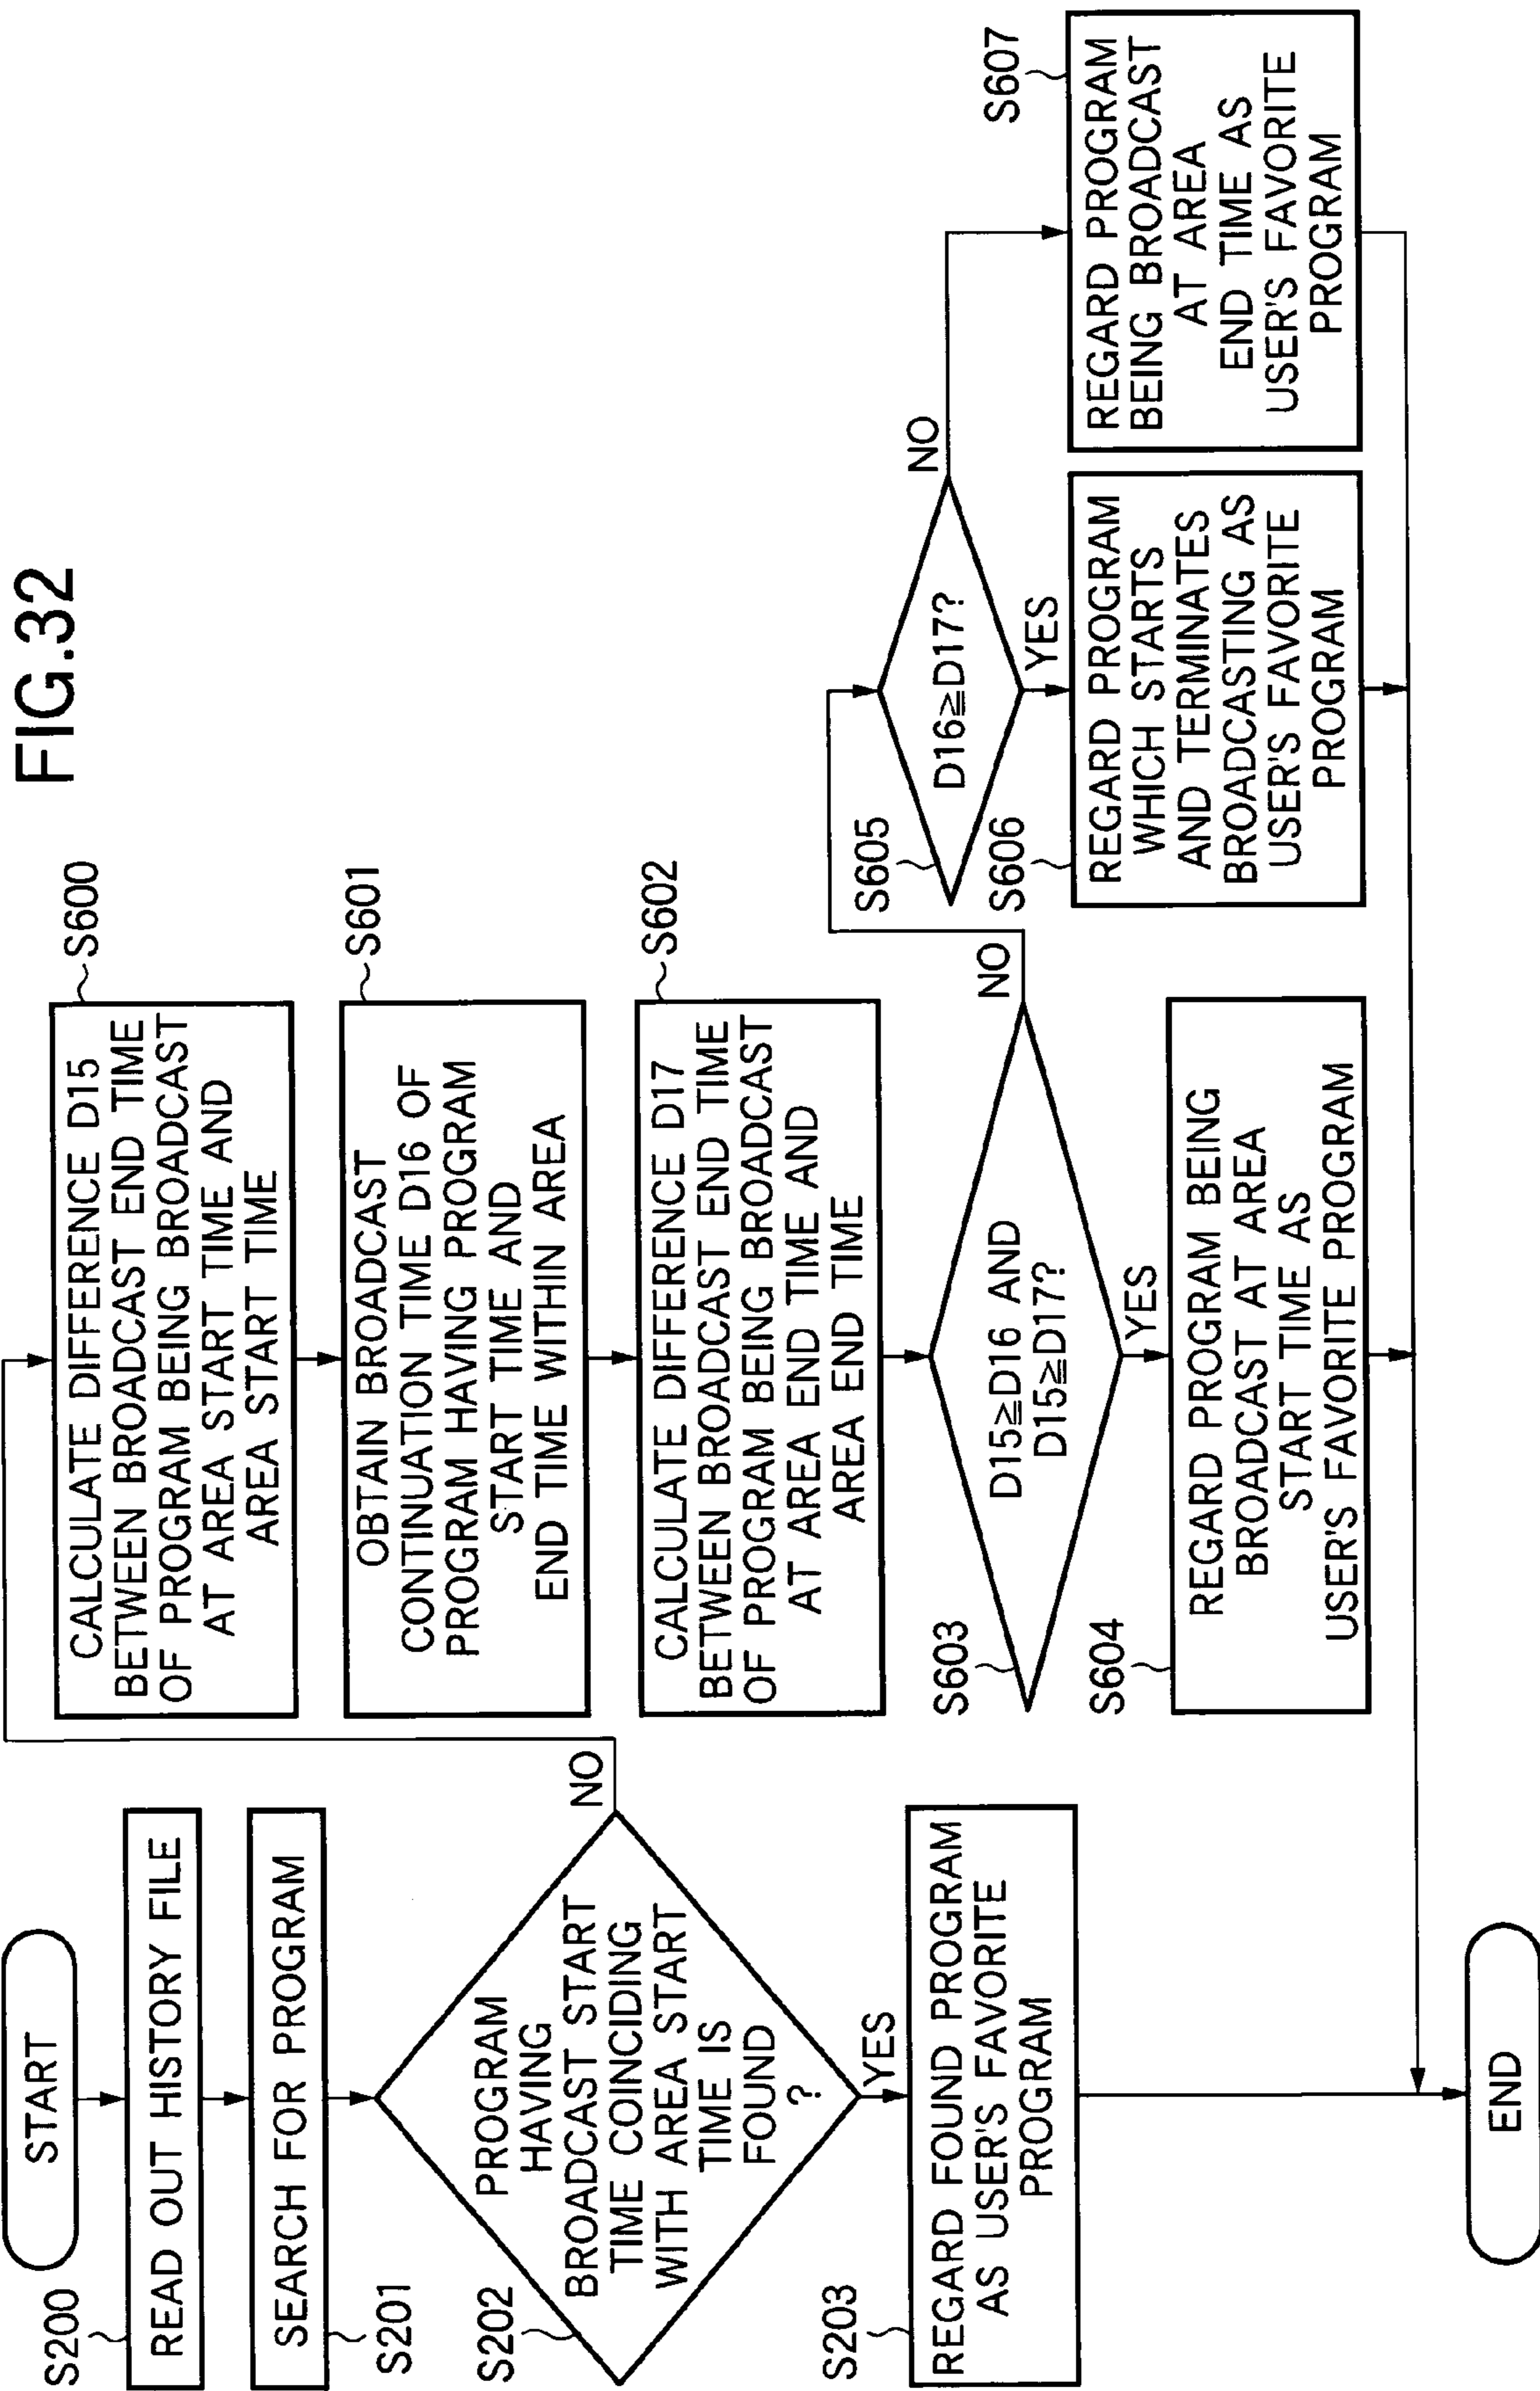 FIG.32
START
S200
READ OUT HISTORY FILE
SEARCH FOR PROGRAM
S201
S202
PROGRAM
HAVING
BROADCAST START
TIME COINCIDING
WITH AREA START
TIME IS
FOUND
?
NO
YES
S203
REGARD FOUND PROGRAM
AS USER'S FAVORITE
PROGRAM
END
S600
CALCULATE DIFFERENCE D15
BETWEEN BROADCAST END TIME
OF PROGRAM BEING BROADCAST
AT AREA START TIME AND
AREA START TIME
S601
OBTAIN BROADCAST
CONTINUATION TIME D16 OF
PROGRAM HAVING PROGRAM
START TIME AND
END TIME WITHIN AREA
S602
CALCULATE DIFFERENCE D17
BETWEEN BROADCAST END TIME
OF PROGRAM BEING BROADCAST
AT AREA END TIME AND
AREA END TIME
S603
D15≧D16 AND
D15≧D17?
NO
YES
S604
REGARD PROGRAM BEING
BROADCAST AT AREA
START TIME AS
USER'S FAVORITE PROGRAM
S605
D16≧D17?
NO
YES
S606
REGARD PROGRAM
WHICH STARTS
AND TERMINATES
BROADCASTING AS
USER'S FAVORITE
PROGRAM
S607
REGARD PROGRAM
BEING BROADCAST
AT AREA
END TIME AS
USER'S FAVORITE
PROGRAM